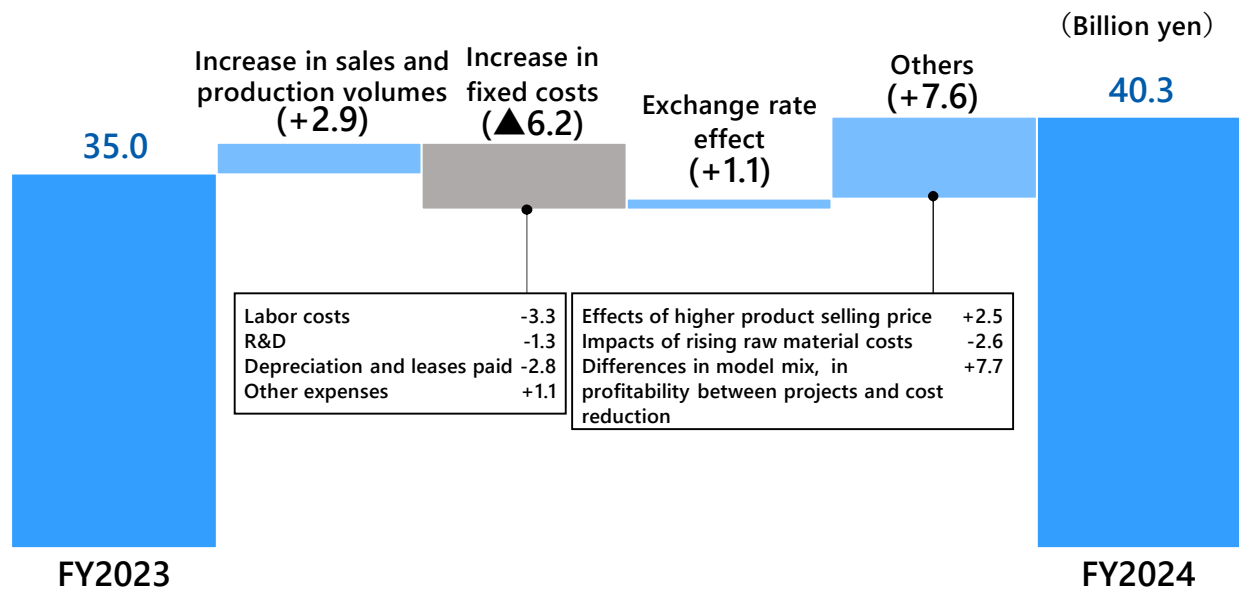 （Billion yen）
35.0
Increase in sales and
production volumes
(+2.9)
Increase in
fixed costs
(▲6.2)
Exchange rate
effect
(+1.1)
Others
(+7.6)
40.3
Labor costs -3.3
R&D -1.3
Depreciation and leases paid -2.8
Other expenses +1.1
Effects of higher product selling price +2.5
Impacts of rising raw material costs -2.6
Differences in model mix, in +7.7
profitability between projects and cost
reduction
FY2023
FY2024